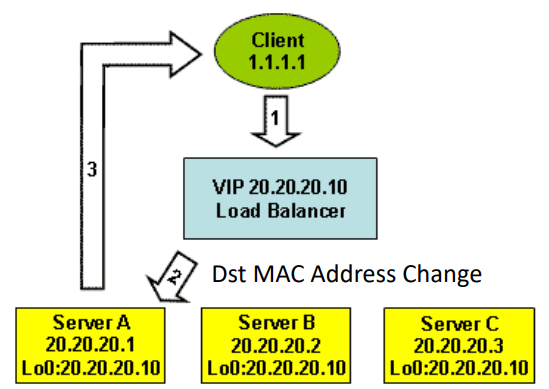 Client
1.1.1.1
1
3
VIP 20.20.20.10
Load Balancer
2
Dst MAC Address Change
Server A
20.20.20.1
Lo0:20.20.20.10
Server B
20.20.20.2
Lo0:20.20.20.10
Server C
20.20.20.3
Lo0:20.20.20.10